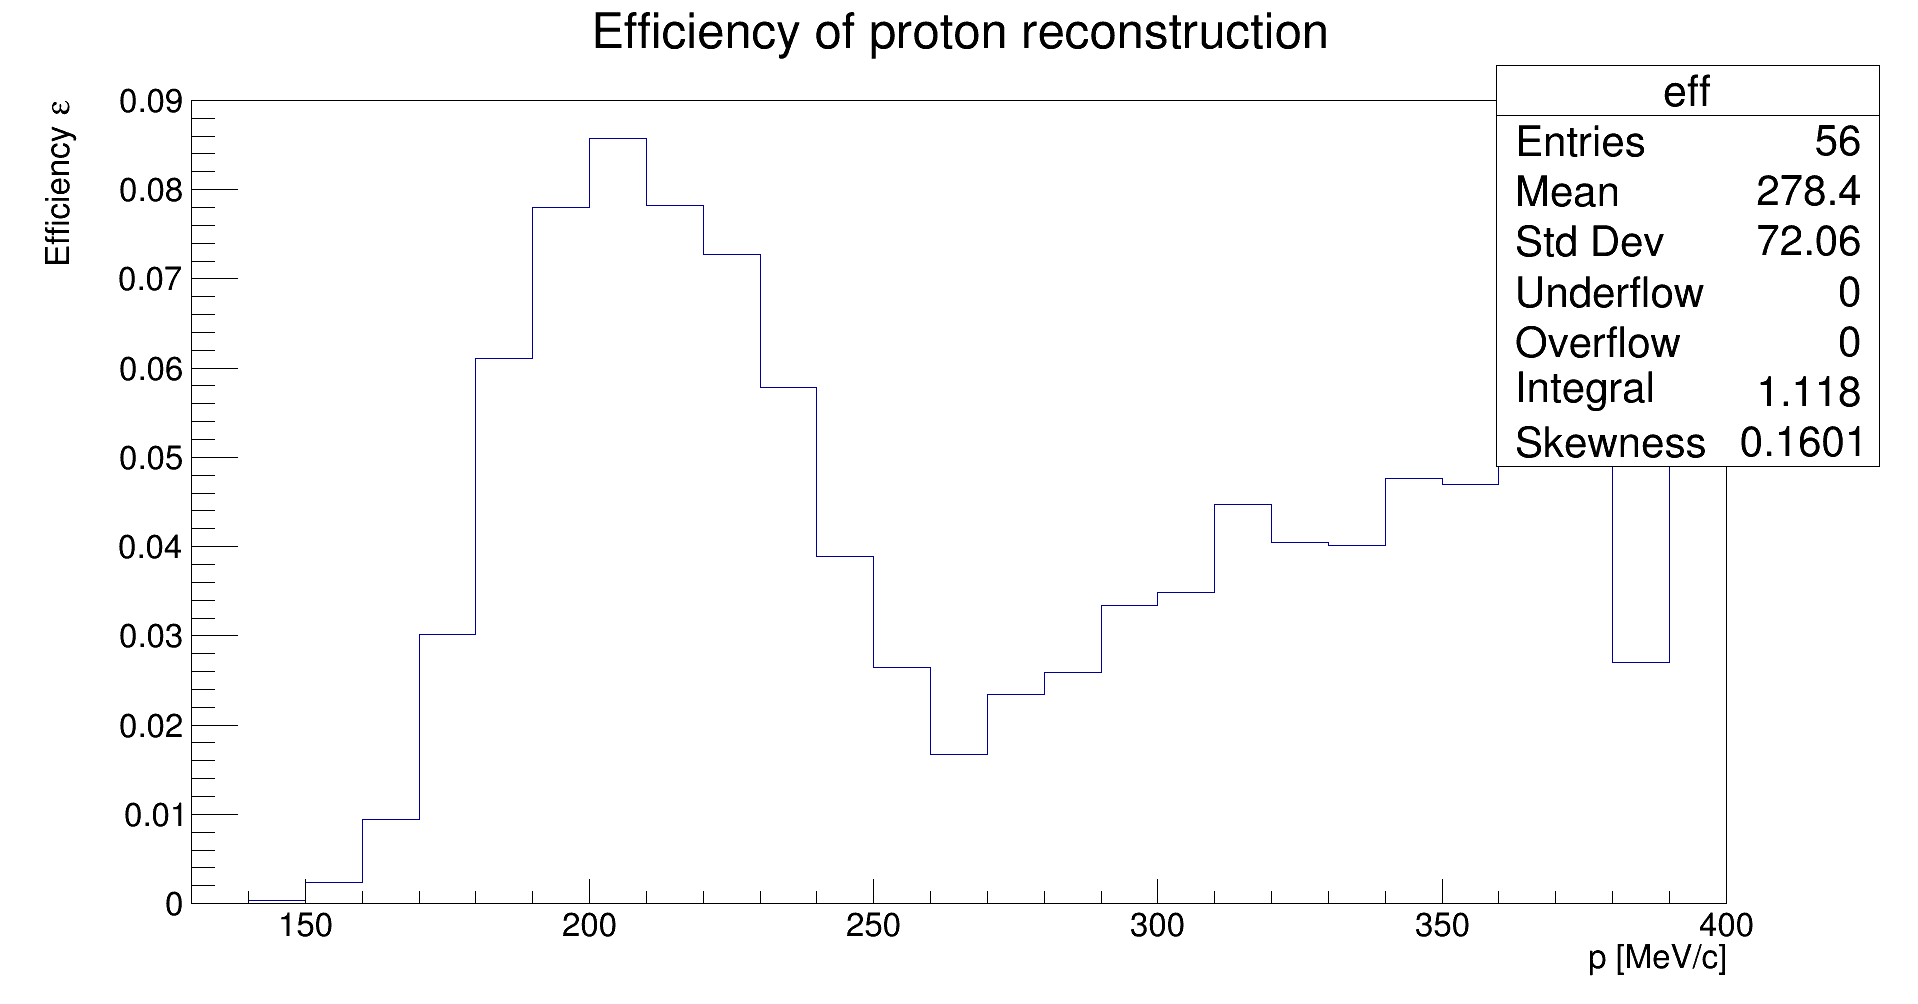 Efficiency of proton reconstruction
Efficiency ε
0.09
0.08
0.07
0.06
0.05
0.04
0.03
0.02
0.01
0
150 200 250 300 350 400
p [MeV/c]
eff
Entries 56
Mean 278.4
Std Dev 72.06
Underflow 0
Overflow 0
Integral 1.118
Skewness 0.1601